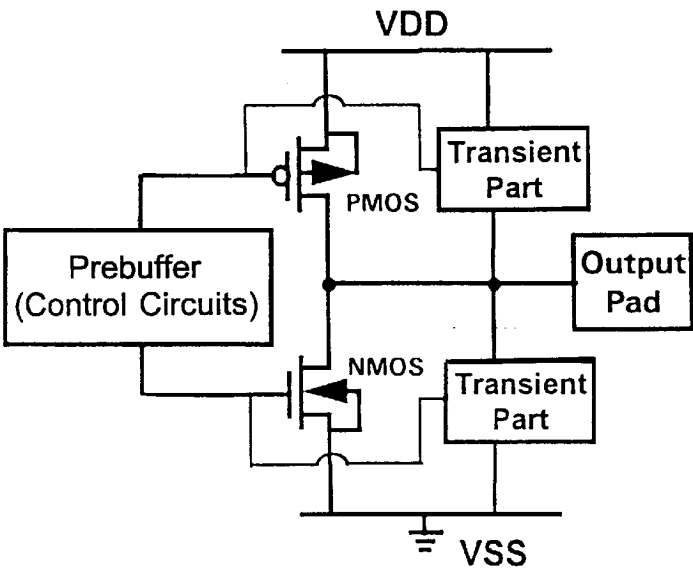 VDD
Transient
Part
PMOS
Prebuffer
(Control Circuits)
Output
Pad
NMOS
Transient
Part
VSS